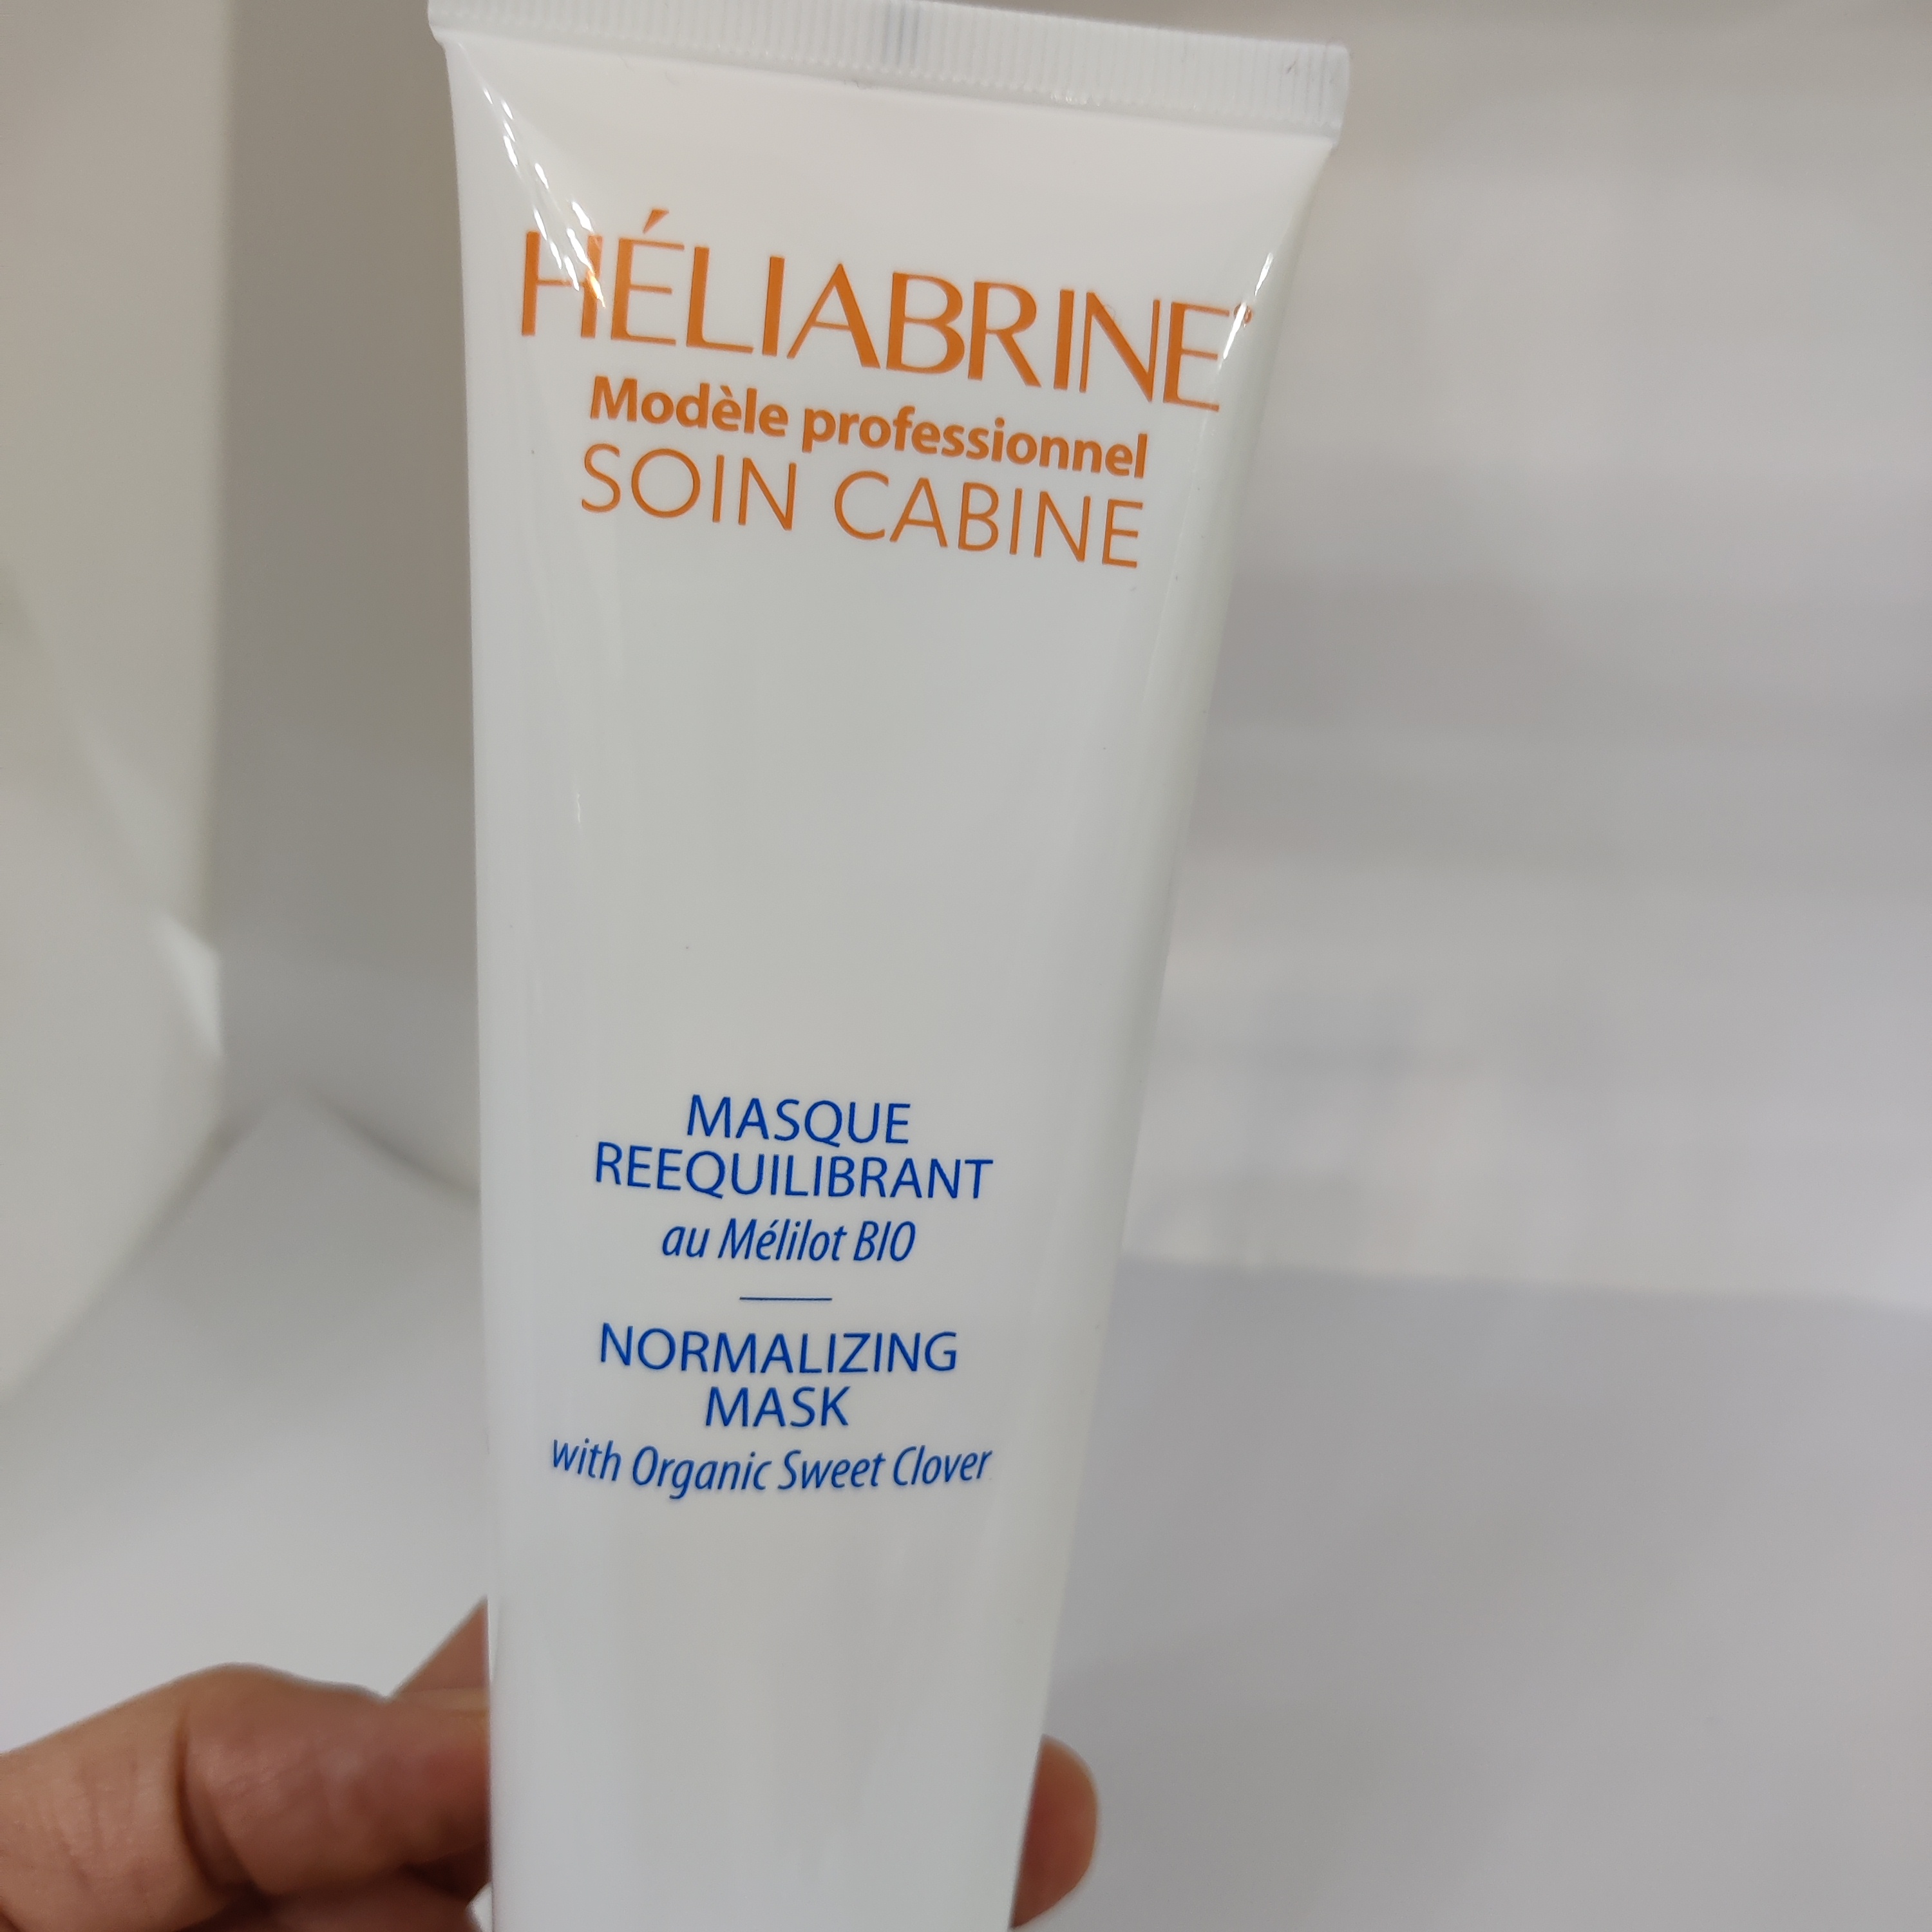 HÉLIABRINE®
Modèle professionnel
SOIN CABINE
MASQUE
REEQUILIBRANT
au Mélilot BIO
NORMALIZING
MASK
with Organic Sweet Clover